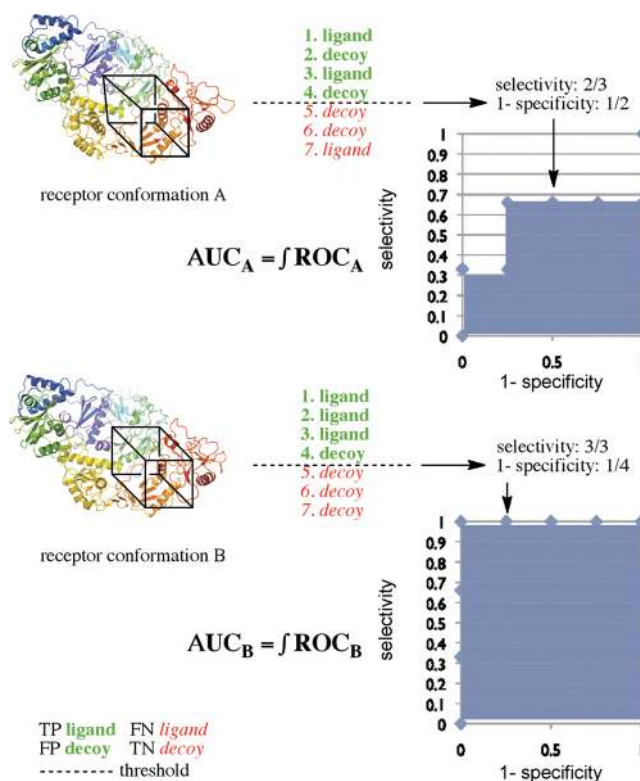 1. ligand
2. decoy
3. ligand
4. decoy
5. decoy
6. decoy
7. ligand
selectivity: 2/3
1- specificity: 1/2
receptor conformation A
AUC_A = ∫ROC_A
selectivity
1
0.9
0.8
0.7
0.6
0.5
0.4
0.3
0.2
0.1
0
0 0.5
1- specificity
1. ligand
2. ligand
3. ligand
4. decoy
5. decoy
6. decoy
7. decoy
selectivity: 3/3
1- specificity: 1/4
receptor conformation B
AUC_B = ∫ROC_B
selectivity
1
0.9
0.8
0.7
0.6
0.5
0.4
0.3
0.2
0.1
0
0 0.5
1- specificity
TP ligand FN ligand
FP decoy TN decoy
threshold